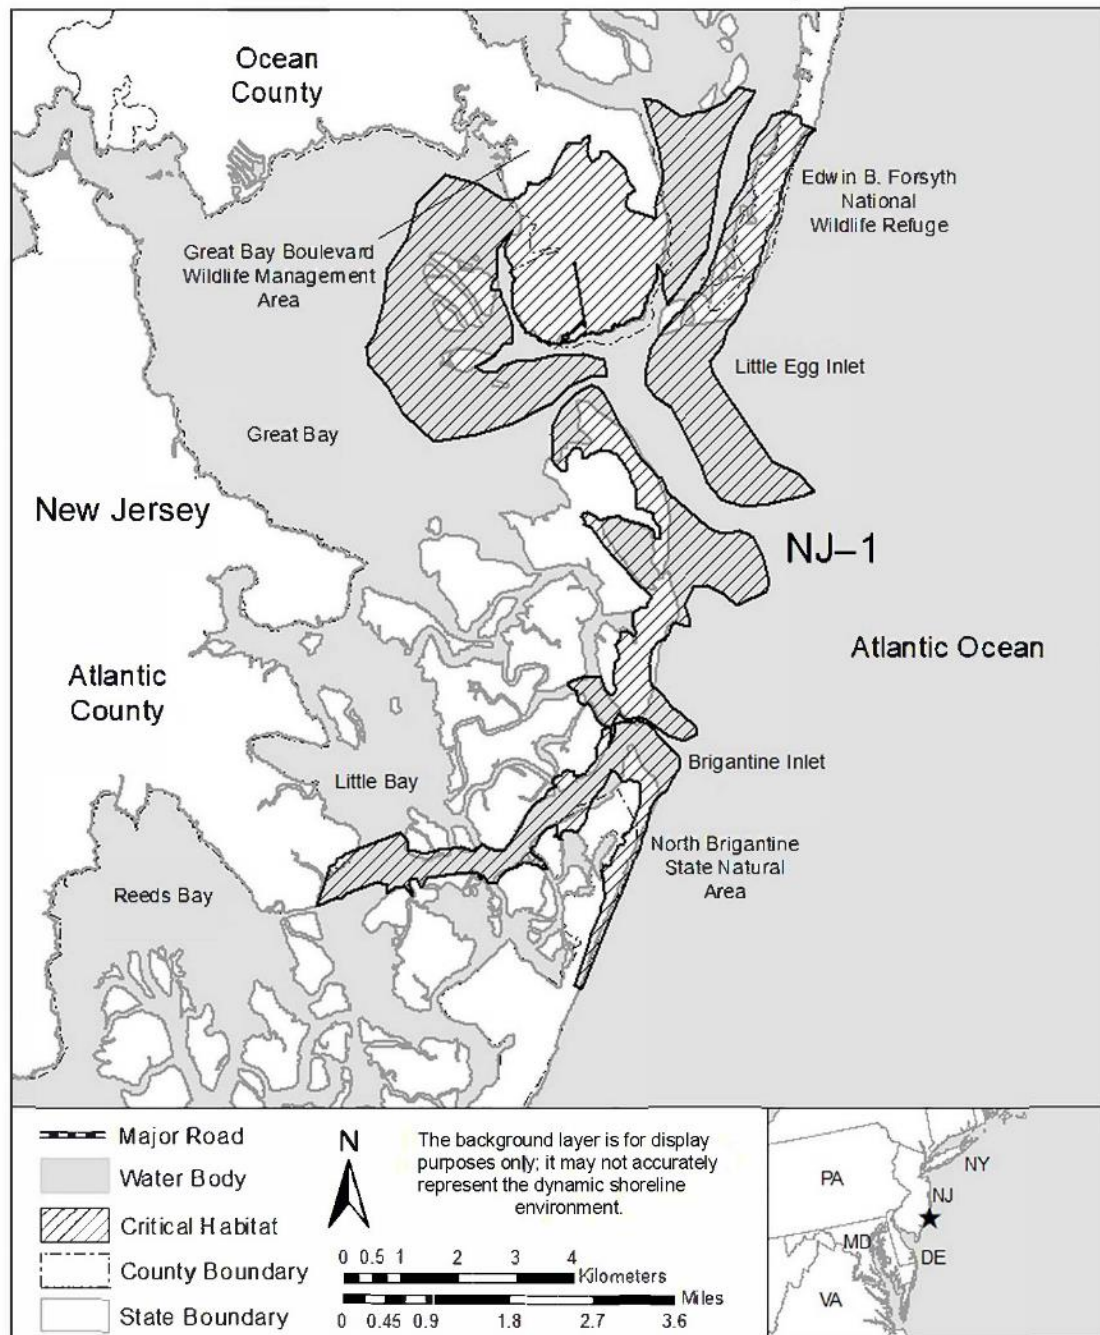 Ocean
County
Edwin B. Forsyth
National
Wildlife Refuge
Great Bay Boulevard
Wildlife Management
Area
Little Egg Inlet
Great Bay
New Jersey
NJ–1
Atlantic Ocean
Atlantic
County
Brigantine Inlet
Little Bay
North Brigantine
State Natural
Area
Reeds Bay
Major Road
Water Body
Critical Habitat
County Boundary
State Boundary
N
The background layer is for display
purposes only; it may not accurately
represent the dynamic shoreline
environment.
0 0.5 1 2 3 4
Kilometers
Miles
0 0.45 0.9 1.8 2.7 3.6
PA
NY
NJ
MD
DE
VA